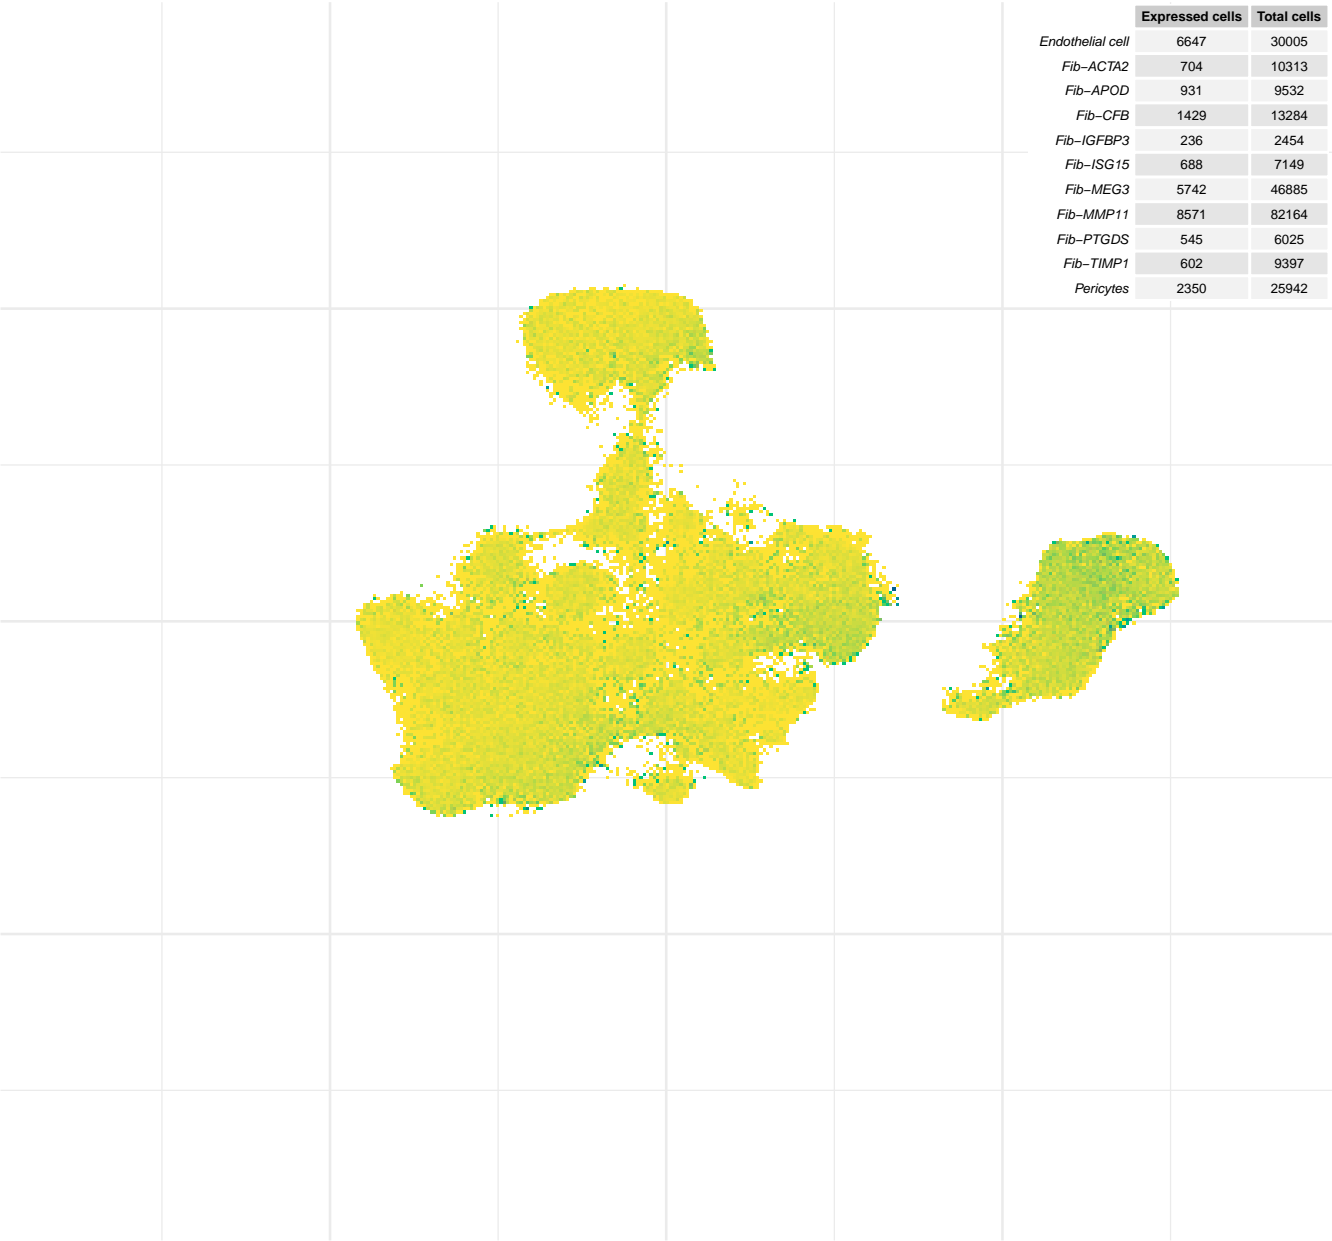 Expressed cells Total cells
Endothelial cell 6647 30005
Fib−ACTA2 704 10313
Fib−APOD 931 9532
Fib−CFB 1429 13284
Fib−IGFBP3 236 2454
Fib−ISG15 688 7149
Fib−MEG3 5742 46885
Fib−MMP11 8571 82164
Fib−PTGDS 545 6025
Fib−TIMP1 602 9397
Pericytes 2350 25942